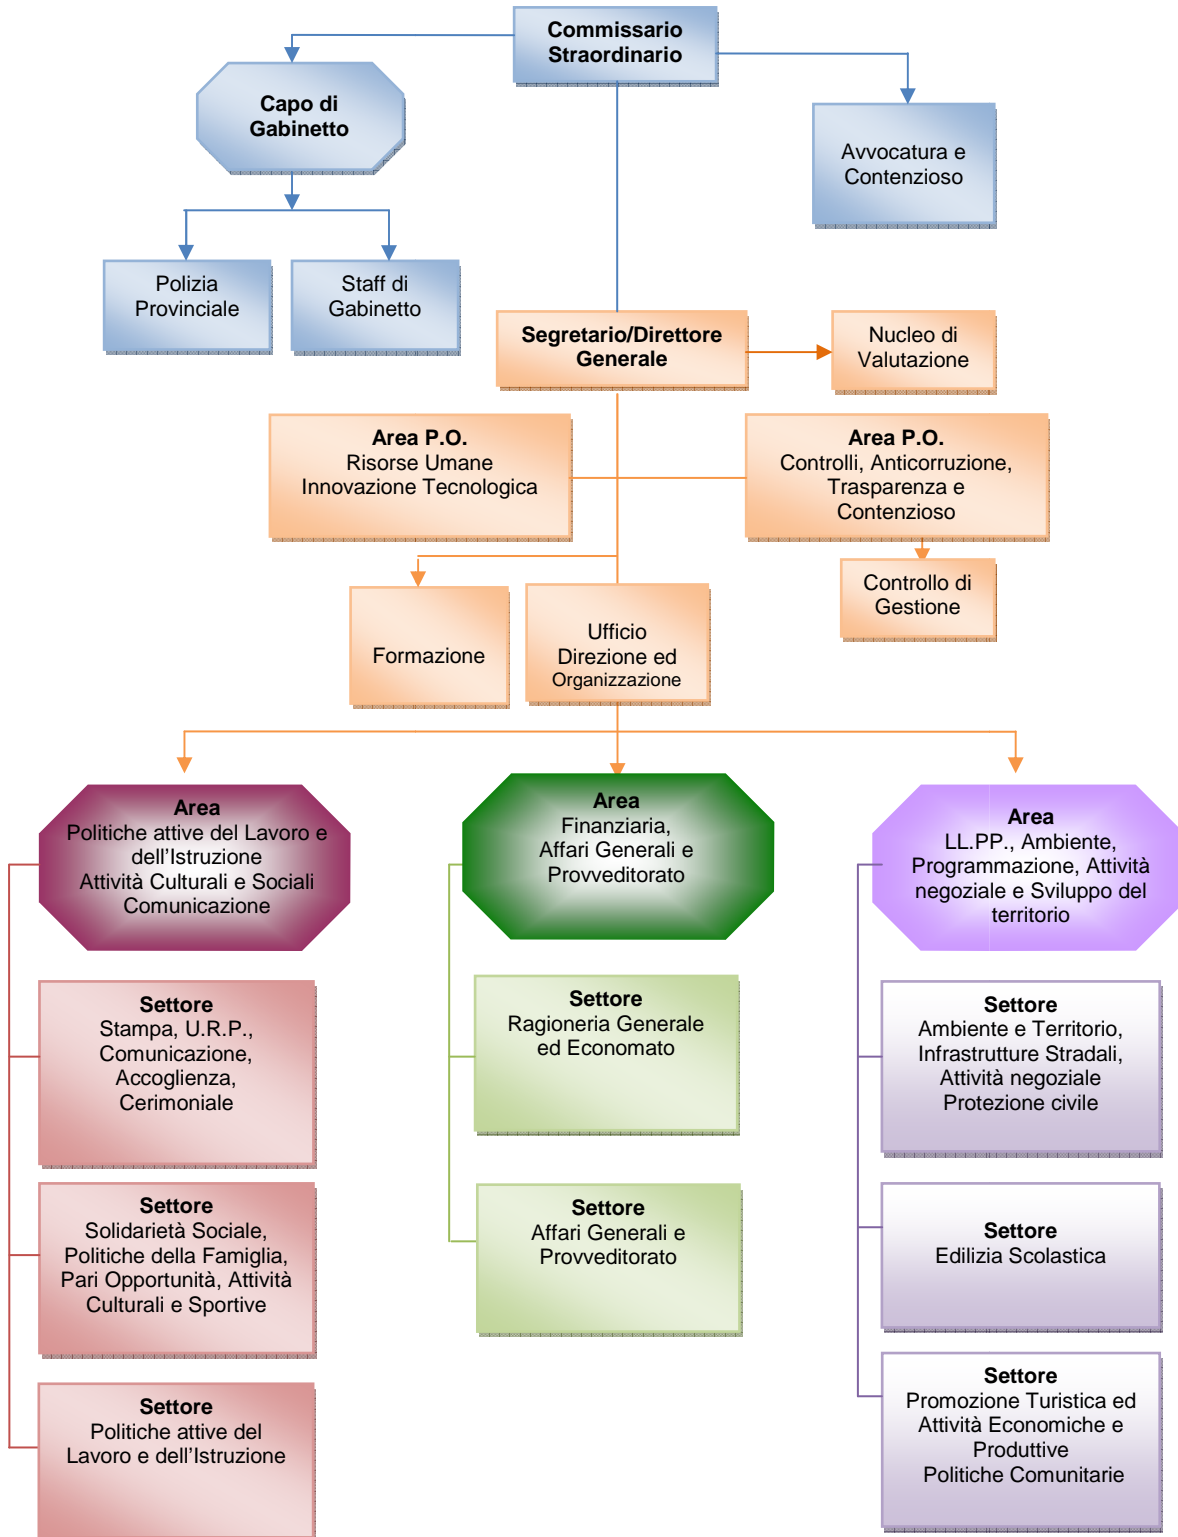 Commissario
Straordinario
Capo di
Gabinetto
Avvocatura e
Contenzioso
Polizia
Provinciale
Staff di
Gabinetto
Segretario/Direttore
Generale
Nucleo di
Valutazione
Area P.O.
Risorse Umane
Innovazione Tecnologica
Area P.O.
Controlli, Anticorruzione,
Trasparenza e
Contenzioso
Controllo di
Gestione
Formazione
Ufficio
Direzione ed
Organizzazione
Area
Politiche attive del Lavoro e
dell’Istruzione
Attività Culturali e Sociali
Comunicazione
Area
Finanziaria,
Affari Generali e
Provveditorato
Area
LL.PP., Ambiente,
Programmazione, Attività
negoziale e Sviluppo del
territorio
Settore
Stampa, U.R.P.,
Comunicazione,
Accoglienza,
Cerimoniale
Settore
Ragioneria Generale
ed Economato
Settore
Ambiente e Territorio,
Infrastrutture Stradali,
Attività negoziale
Protezione civile
Settore
Solidarietà Sociale,
Politiche della Famiglia,
Pari Opportunità, Attività
Culturali e Sportive
Settore
Affari Generali e
Provveditorato
Settore
Edilizia Scolastica
Settore
Politiche attive del
Lavoro e dell’Istruzione
Settore
Promozione Turistica ed
Attività Economiche e
Produttive
Politiche Comunitarie